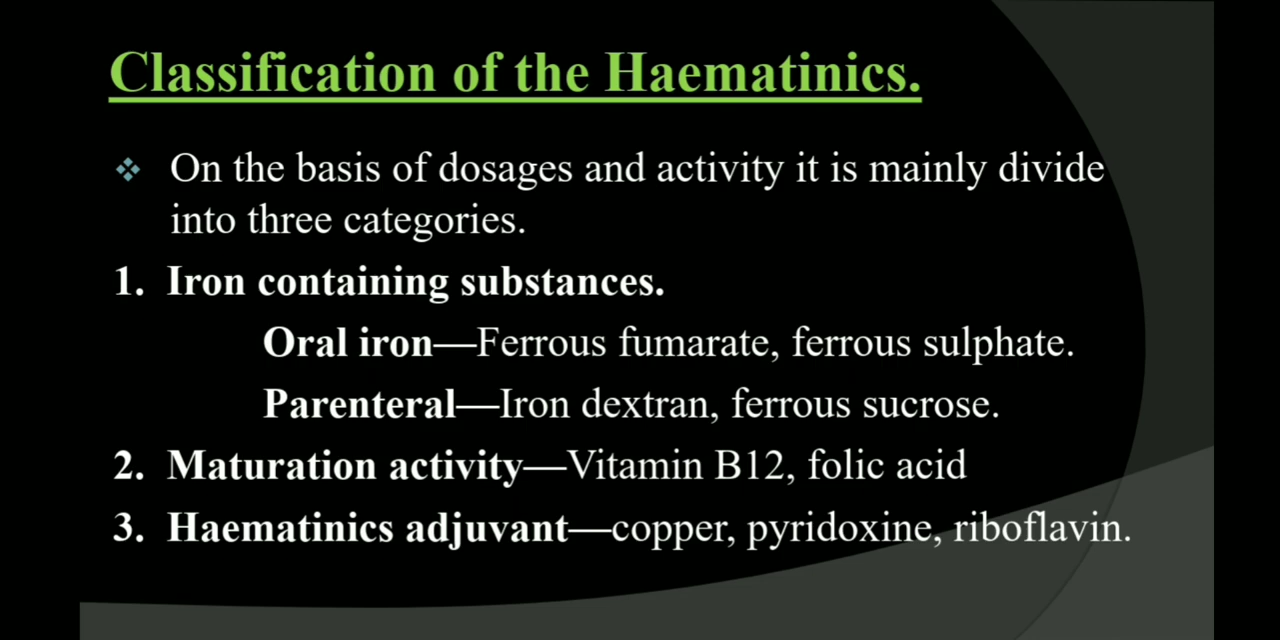 Classification of the Haematinics.
❖ On the basis of dosages and activity it is mainly divide
into three categories.
1. Iron containing substances.
Oral iron—Ferrous fumarate, ferrous sulphate.
Parenteral—Iron dextran, ferrous sucrose.
2. Maturation activity—Vitamin B12, folic acid
3. Haematinics adjuvant—copper, pyridoxine, riboflavin.